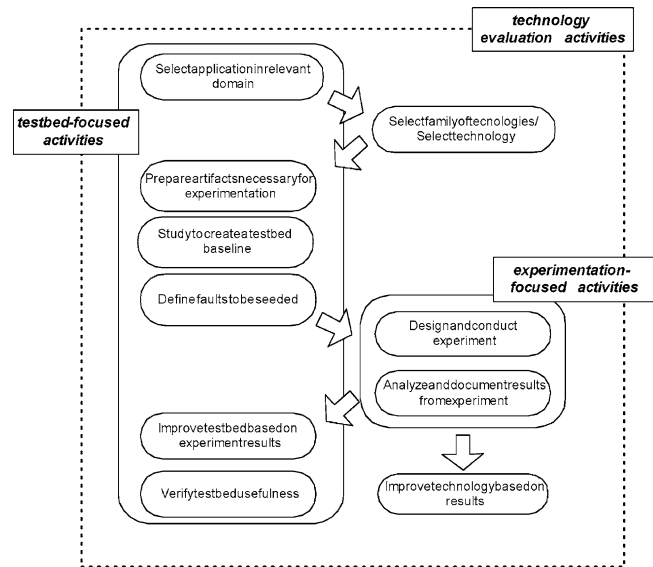 technology
evaluation activities
Selectapplicationinrelevant
domain
testbed-focused
activities
Selectfamilyoftecnologies/
Selecttechnology
Prepareartifactsnecessaryfor
experimentation
Studytocreateatestbed
baseline
Definefaultstobeseeded
experimentation-
focused activities
Designandconduct
experiment
Analyzeanddocumentresults
fromexperiment
Improvetestbedbasedon
experimentresults
Verifytestbedusefulness
Improvetechnologybasedon
results